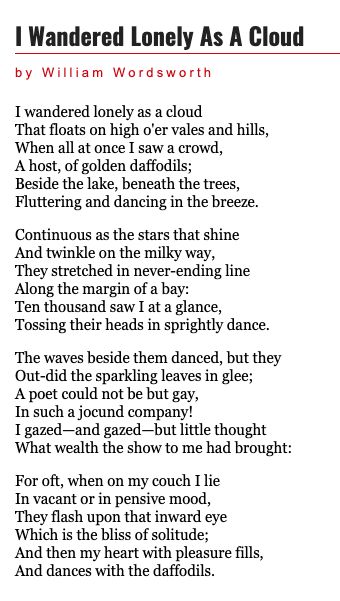 I Wandered Lonely As A Cloud
by William Wordsworth
I wandered lonely as a cloud
That floats on high o'er vales and hills,
When all at once I saw a crowd,
A host, of golden daffodils;
Beside the lake, beneath the trees,
Fluttering and dancing in the breeze.
Continuous as the stars that shine
And twinkle on the milky way,
They stretched in never-ending line
Along the margin of a bay:
Ten thousand saw I at a glance,
Tossing their heads in sprightly dance.
The waves beside them danced, but they
Out-did the sparkling leaves in glee;
A poet could not be but gay,
In such a jocund company!
I gazed—and gazed—but little thought
What wealth the show to me had brought:
For oft, when on my couch I lie
In vacant or in pensive mood,
They flash upon that inward eye
Which is the bliss of solitude;
And then my heart with pleasure fills,
And dances with the daffodils.